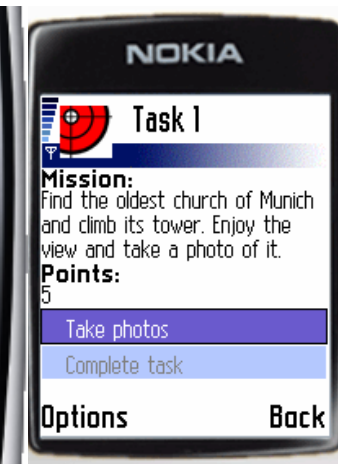 NOKIA
Task 1
Mission:
Find the oldest church of Munich
and climb its tower. Enjoy the
view and take a photo of it.
Points:
5
Take photos
Complete task
Options Back